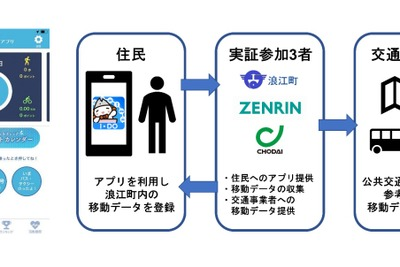 アプリ
住民
I・DO
アプリを利用し
浪江町内の
移動データを登録
実証参加3者
浪江町
ZENRIN
CHODAI
・住民へのアプリ提供
・移動データの収集
・交通事業者への
移動データ提供
交通
公共交通
参考
移動デー